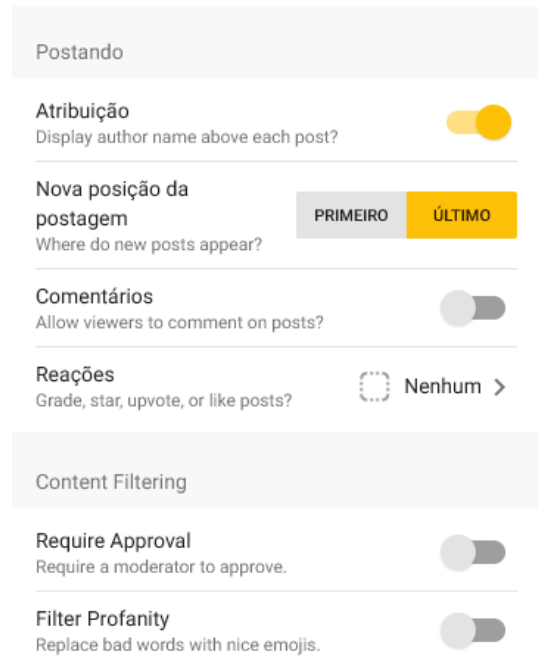 Postando
Atribuição
Display author name above each post?
Nova posição da
postagem
Where do new posts appear?
PRIMEIRO
ÚLTIMO
Comentários
Allow viewers to comment on posts?
Reações
Grade, star, upvote, or like posts?
Nenhum
Content Filtering
Require Approval
Require a moderator to approve.
Filter Profanity
Replace bad words with nice emojis.